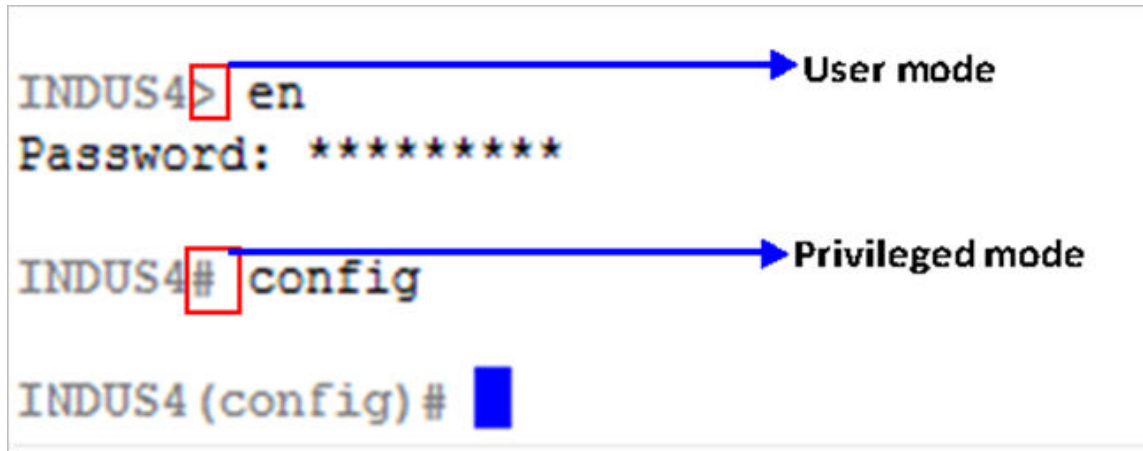 INDUS4> en User mode
Password: *********
INDUS4# config Privileged mode
INDUS4(config)#